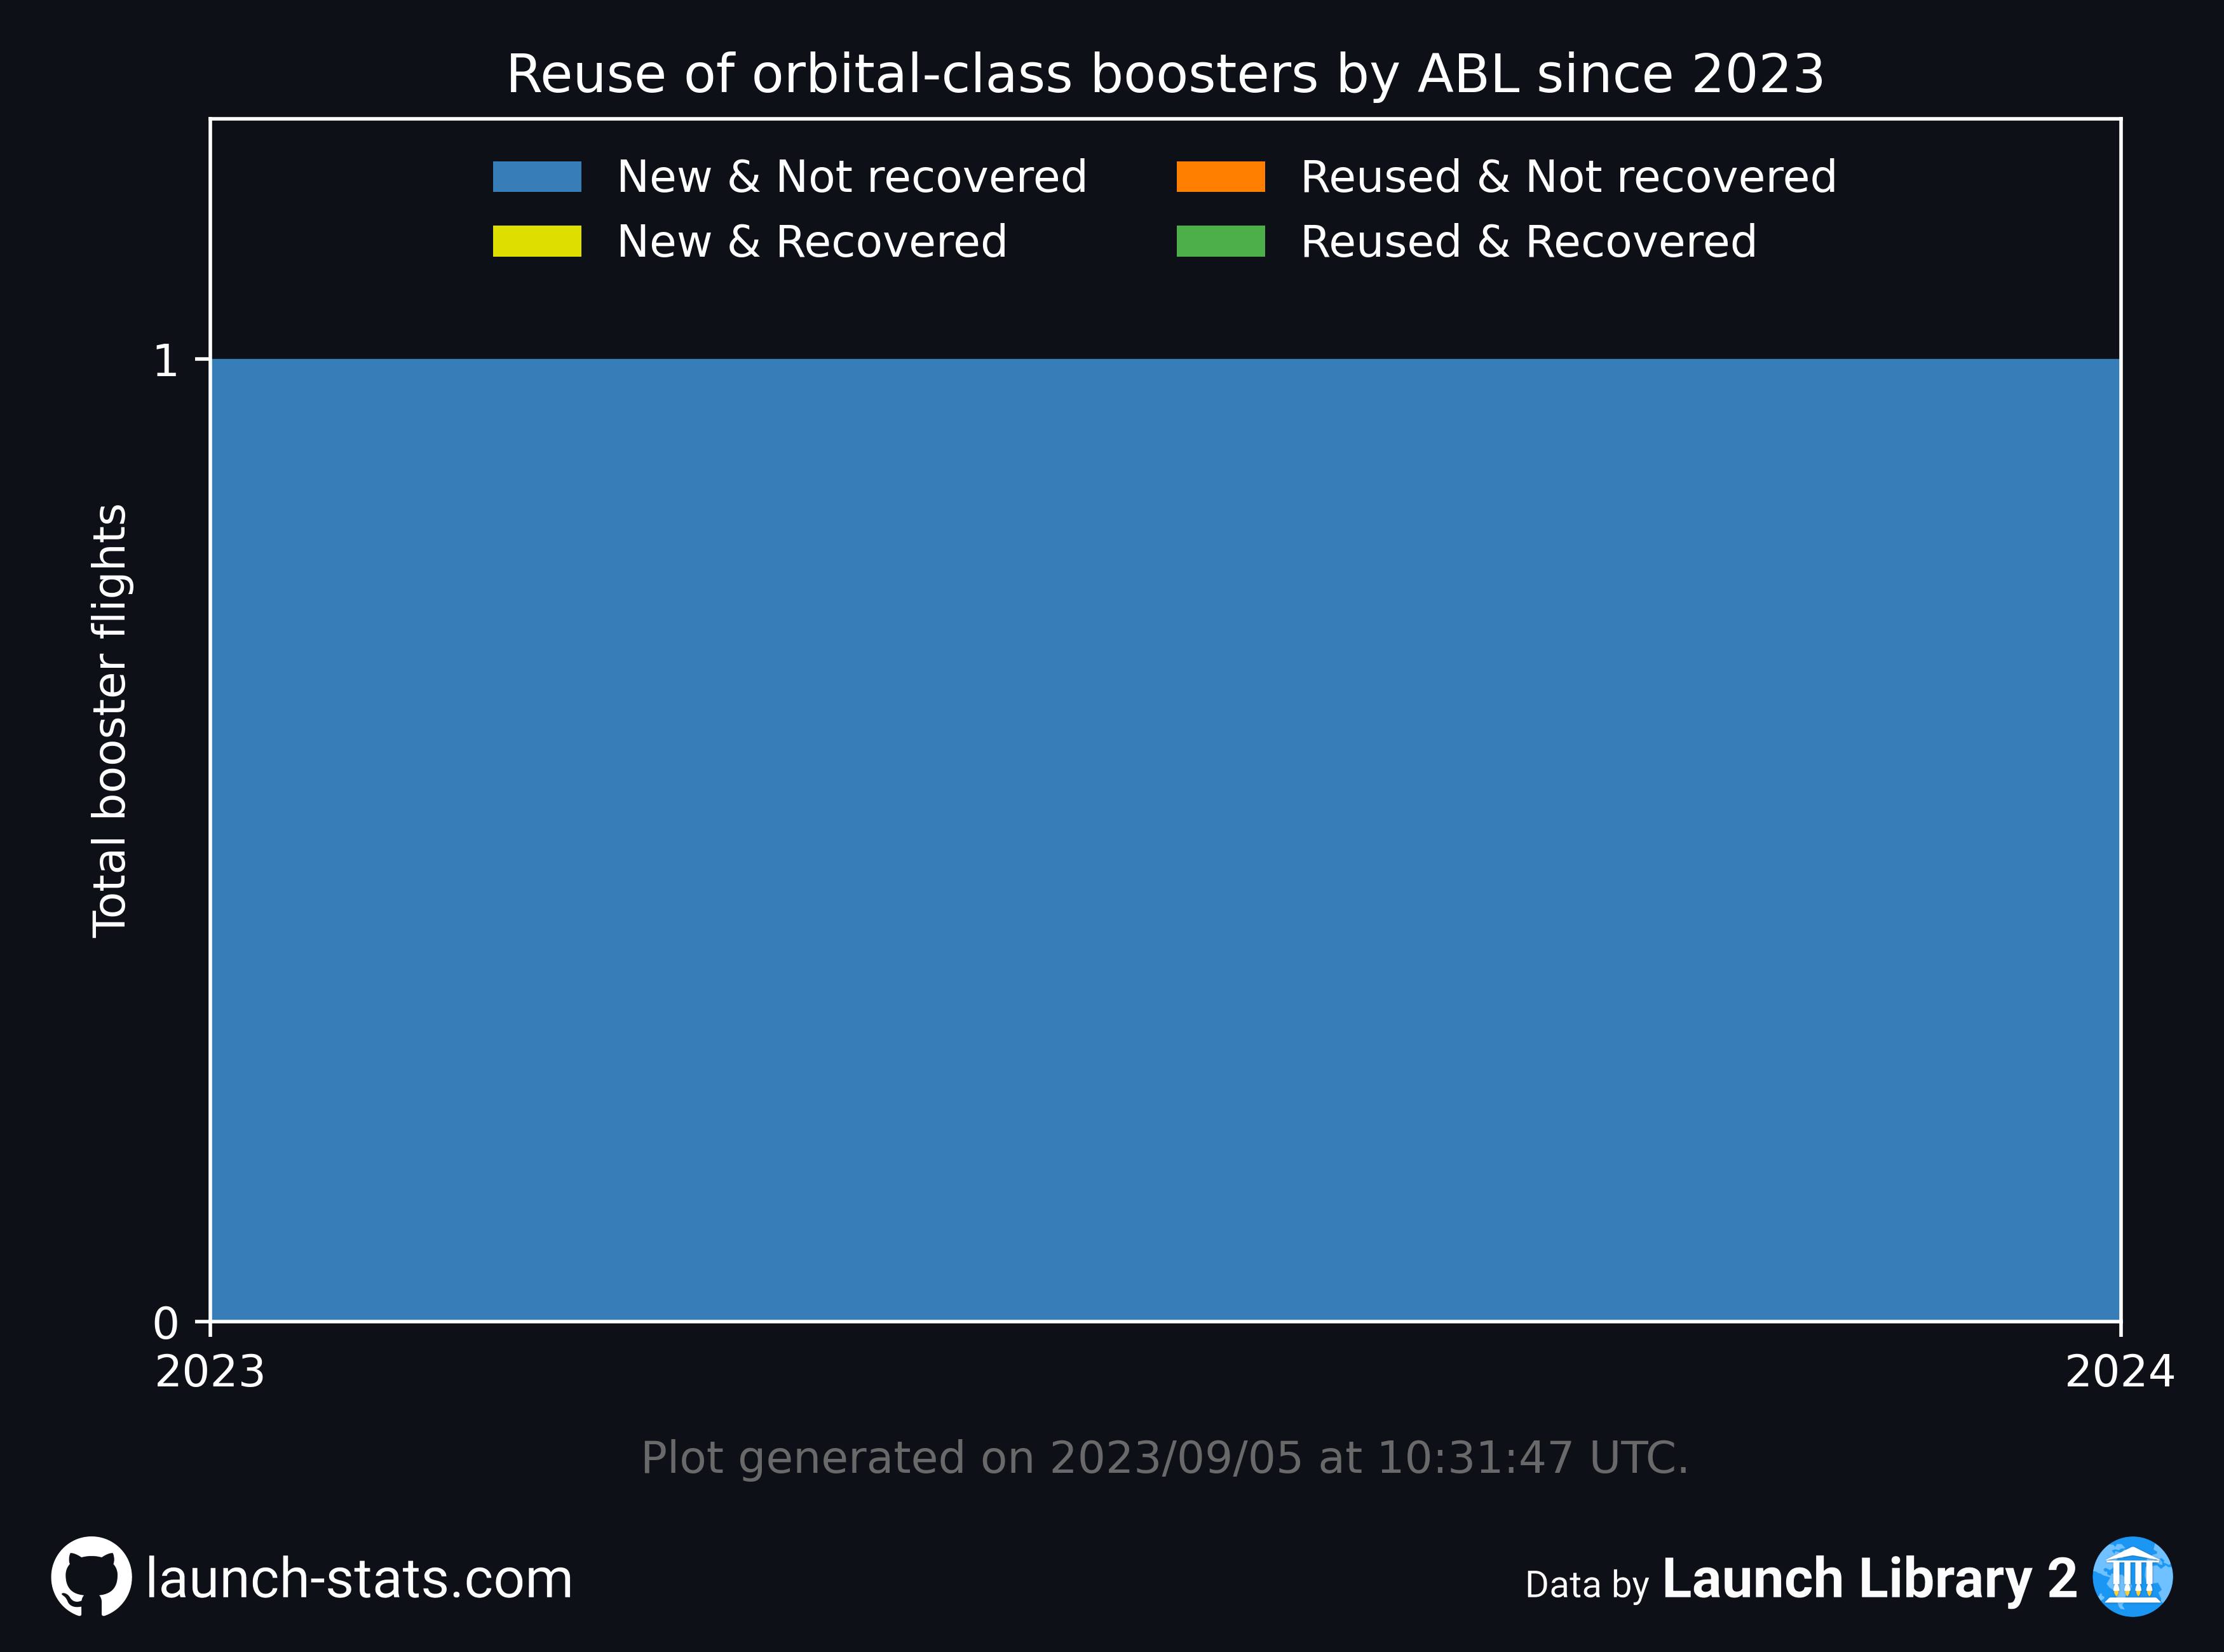 Reuse of orbital-class boosters by ABL since 2023
New & Not recovered
New & Recovered
Reused & Not recovered
Reused & Recovered
Total booster flights
1
0
2023
2024
Plot generated on 2023/09/05 at 10:31:47 UTC.
launch-stats.com
Data by Launch Library 2